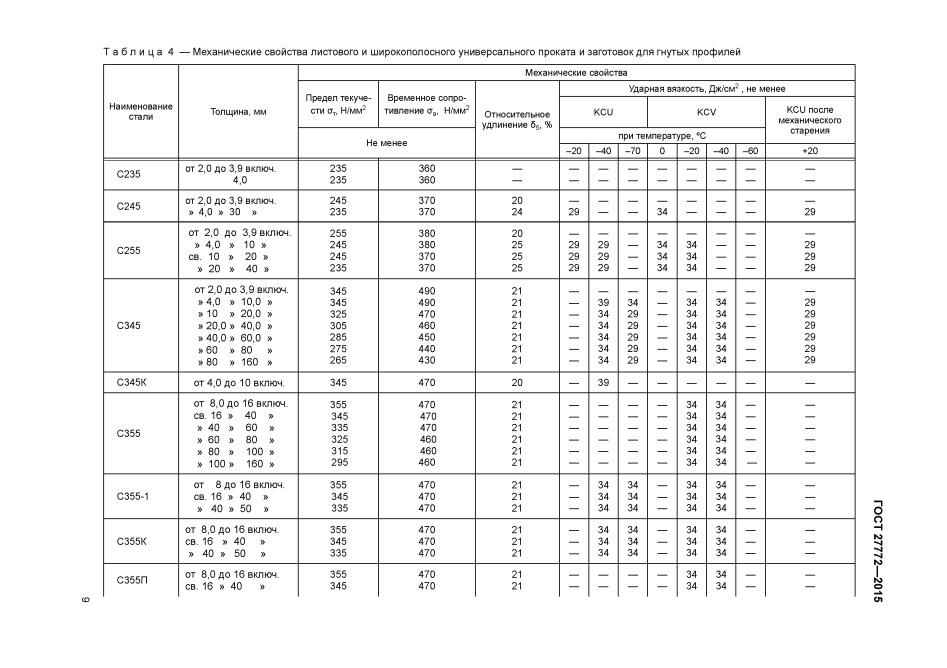 Т а б л и ц а 4 — Механические свойства листового и широкополосного универсального проката и заготовок для гнутых профилей
Наименование стали | Толщина, мм | Механические свойства
Предел текучести σт, Н/мм² | Временное сопротивление σв, Н/мм² | Относительное удлинение δ5, % | Ударная вязкость, Дж/см², не менее
KCU | KCV | KCU после механического старения
Не менее | при температуре, °С
–20 | –40 | –70 | 0 | –20 | –40 | –60 | +20
С235 | от 2,0 до 3,9 включ. | 235 | 360 | — | — | — | — | — | — | — | — | —
4,0 | 235 | 360 | — | — | — | — | — | — | — | — | —
С245 | от 2,0 до 3,9 включ. | 245 | 370 | 20 | — | — | — | — | — | — | — | —
» 4,0 » 30 » | 235 | 370 | 24 | 29 | — | — | 34 | — | — | — | 29
С255 | от 2,0 до 3,9 включ. | 255 | 380 | 20 | — | — | — | — | — | — | — | —
» 4,0 » 10 » | 245 | 380 | 25 | 29 | 29 | — | 34 | 34 | — | — | 29
св. 10 » 20 » | 245 | 370 | 25 | 29 | 29 | — | 34 | 34 | — | — | 29
» 20 » 40 » | 235 | 370 | 25 | 29 | 29 | — | 34 | 34 | — | — | 29
С345 | от 2,0 до 3,9 включ. | 345 | 490 | 21 | — | — | — | — | — | — | — | —
» 4,0 » 10,0 » | 345 | 490 | 21 | — | 39 | 34 | — | 34 | 34 | — | 29
» 10 » 20,0 » | 325 | 470 | 21 | — | 34 | 29 | — | 34 | 34 | — | 29
» 20,0 » 40,0 » | 305 | 460 | 21 | — | 34 | 29 | — | 34 | 34 | — | 29
» 40,0 » 60,0 » | 285 | 450 | 21 | — | 34 | 29 | — | 34 | 34 | — | 29
» 60 » 80 » | 275 | 440 | 21 | — | 34 | 29 | — | 34 | 34 | — | 29
» 80 » 160 » | 265 | 430 | 21 | — | 34 | 29 | — | 34 | 34 | — | 29
С345К | от 4,0 до 10 включ. | 345 | 470 | 20 | — | 39 | — | — | — | — | — | —
С355 | от 8,0 до 16 включ. | 355 | 470 | 21 | — | — | — | — | 34 | 34 | — | —
св. 16 » 40 » | 345 | 470 | 21 | — | — | — | — | 34 | 34 | — | —
» 40 » 60 » | 335 | 470 | 21 | — | — | — | — | 34 | 34 | — | —
» 60 » 80 » | 325 | 460 | 21 | — | — | — | — | 34 | 34 | — | —
» 80 » 100 » | 315 | 460 | 21 | — | — | — | — | 34 | 34 | — | —
» 100 » 160 » | 295 | 460 | 21 | — | — | — | — | 34 | 34 | — | —
С355-1 | от 8 до 16 включ. | 355 | 470 | 21 | — | 34 | 34 | — | 34 | 34 | — | —
св. 16 » 40 » | 345 | 470 | 21 | — | 34 | 34 | — | 34 | 34 | — | —
» 40 » 50 » | 335 | 470 | 21 | — | 34 | 34 | — | 34 | 34 | — | —
С355К | от 8,0 до 16 включ. | 355 | 470 | 21 | — | 34 | 34 | — | 34 | 34 | — | —
св. 16 » 40 » | 345 | 470 | 21 | — | 34 | 34 | — | 34 | 34 | — | —
» 40 » 50 » | 335 | 470 | 21 | — | 34 | 34 | — | 34 | 34 | — | —
С355П | от 8,0 до 16 включ. | 355 | 470 | 21 | — | — | — | — | 34 | 34 | — | —
св. 16 » 40 » | 345 | 470 | 21 | — | — | — | — | 34 | 34 | — | —
ГОСТ 27772—2015
9